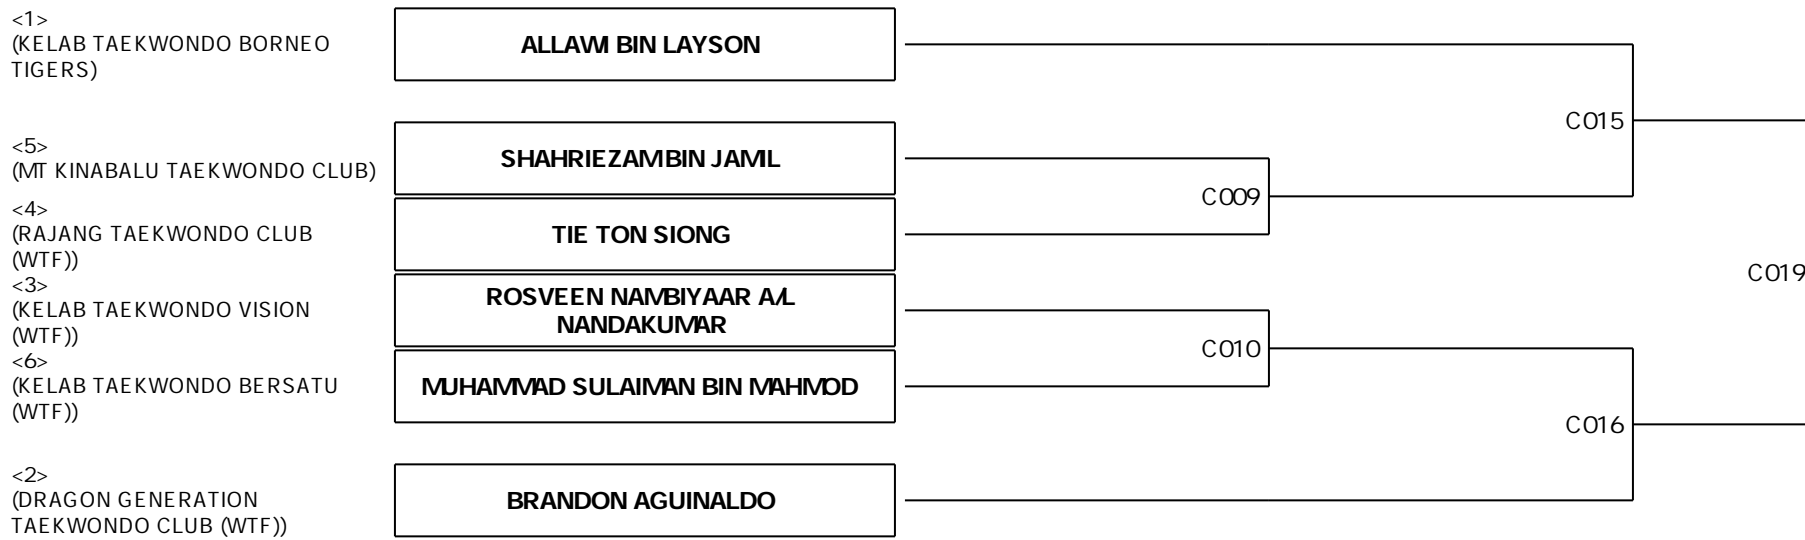 <1>
(KELAB TAEKWONDO BORNEO
TIGERS)
ALLAWI BIN LAYSON
C015
<5>
(MT KINABALU TAEKWONDO CLUB)
SHAHRIEZAM BIN JAMIL
C009
<4>
(RAJANG TAEKWONDO CLUB
(WTF))
TIE TON SIONG
C019
<3>
(KELAB TAEKWONDO VISION
(WTF))
ROSVEEN NAMBIYAAR A/L
NANDAKUMAR
C010
<6>
(KELAB TAEKWONDO BERSATU
(WTF))
MUHAMMAD SULAIMAN BIN MAHMOD
C016
<2>
(DRAGON GENERATION
TAEKWONDO CLUB (WTF))
BRANDON AGUINALDO